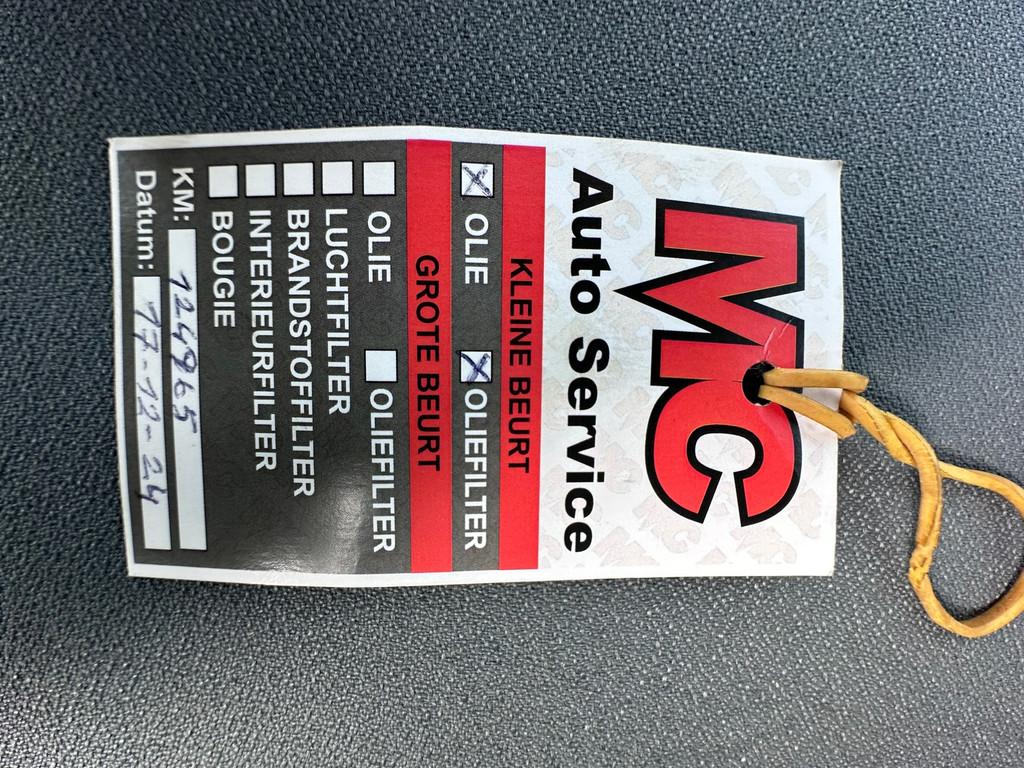 MC
Auto Service
KLEINE BEURT
OLIE OLIEFILTER
GROTE BEURT
OLIE OLIEFILTER
LUCHTFILTER
BRANDSTOFFILTER
INTERIEURFILTER
BOUGIE
KM: 124965
Datum: 17-12-24